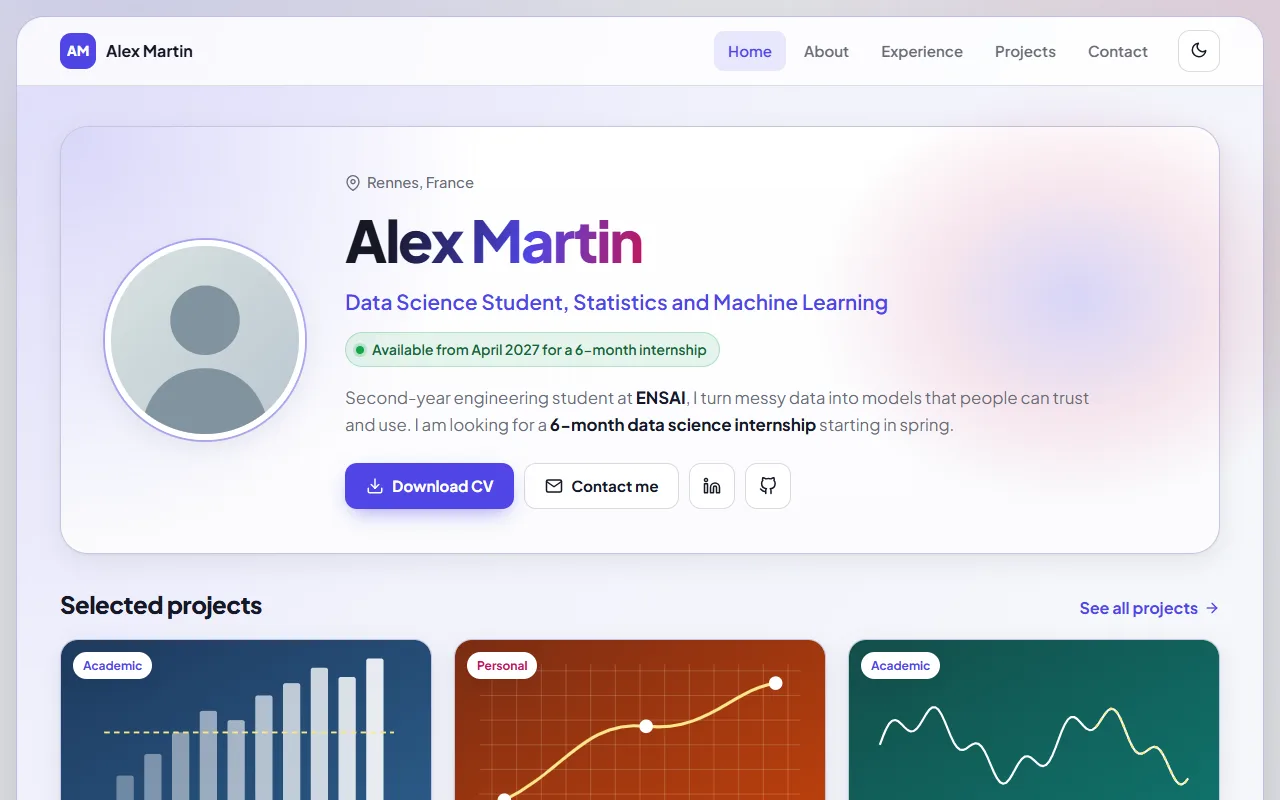 AM Alex Martin Home About Experience Projects Contact
Rennes, France
Alex Martin
Data Science Student, Statistics and Machine Learning
Available from April 2027 for a 6-month internship
Second-year engineering student at ENSAI, I turn messy data into models that people can trust
and use. I am looking for a 6-month data science internship starting in spring.
Download CV Contact me
Selected projects See all projects
Academic Personal Academic